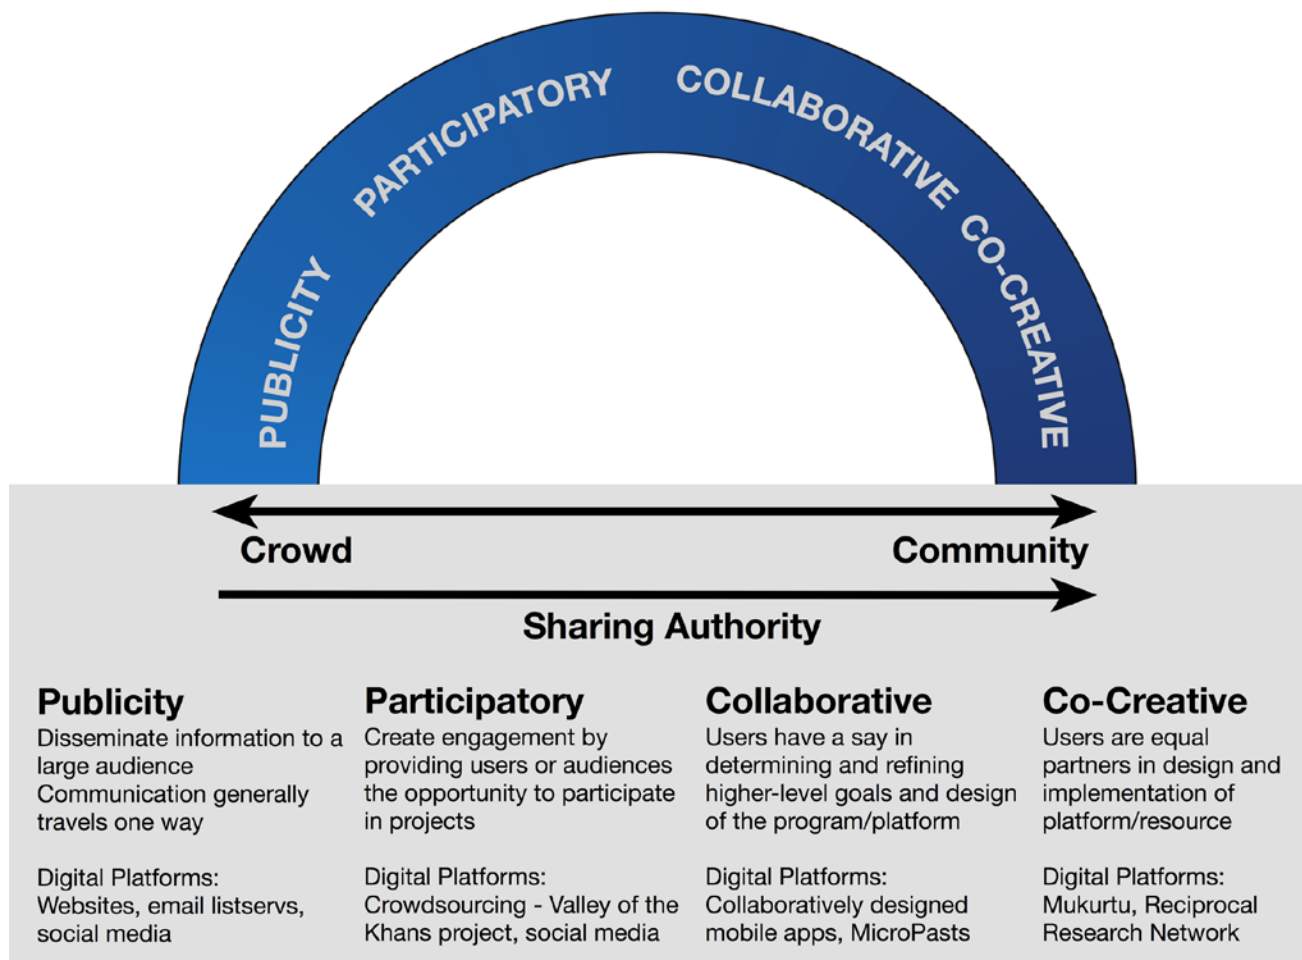 PUBLICITY
PARTICIPATORY
COLLABORATIVE
CO-CREATIVE
Crowd
Community
Sharing Authority
Publicity
Disseminate information to a
large audience
Communication generally
travels one way
Digital Platforms:
Websites, email listservs,
social media
Participatory
Create engagement by
providing users or audiences
the opportunity to participate
in projects
Digital Platforms:
Crowdsourcing - Valley of the
Khans project, social media
Collaborative
Users have a say in
determining and refining
higher-level goals and design
of the program/platform
Digital Platforms:
Collaboratively designed
mobile apps, MicroPasts
Co-Creative
Users are equal
partners in design and
implementation of
platform/resource
Digital Platforms:
Mukurtu, Reciprocal
Research Network